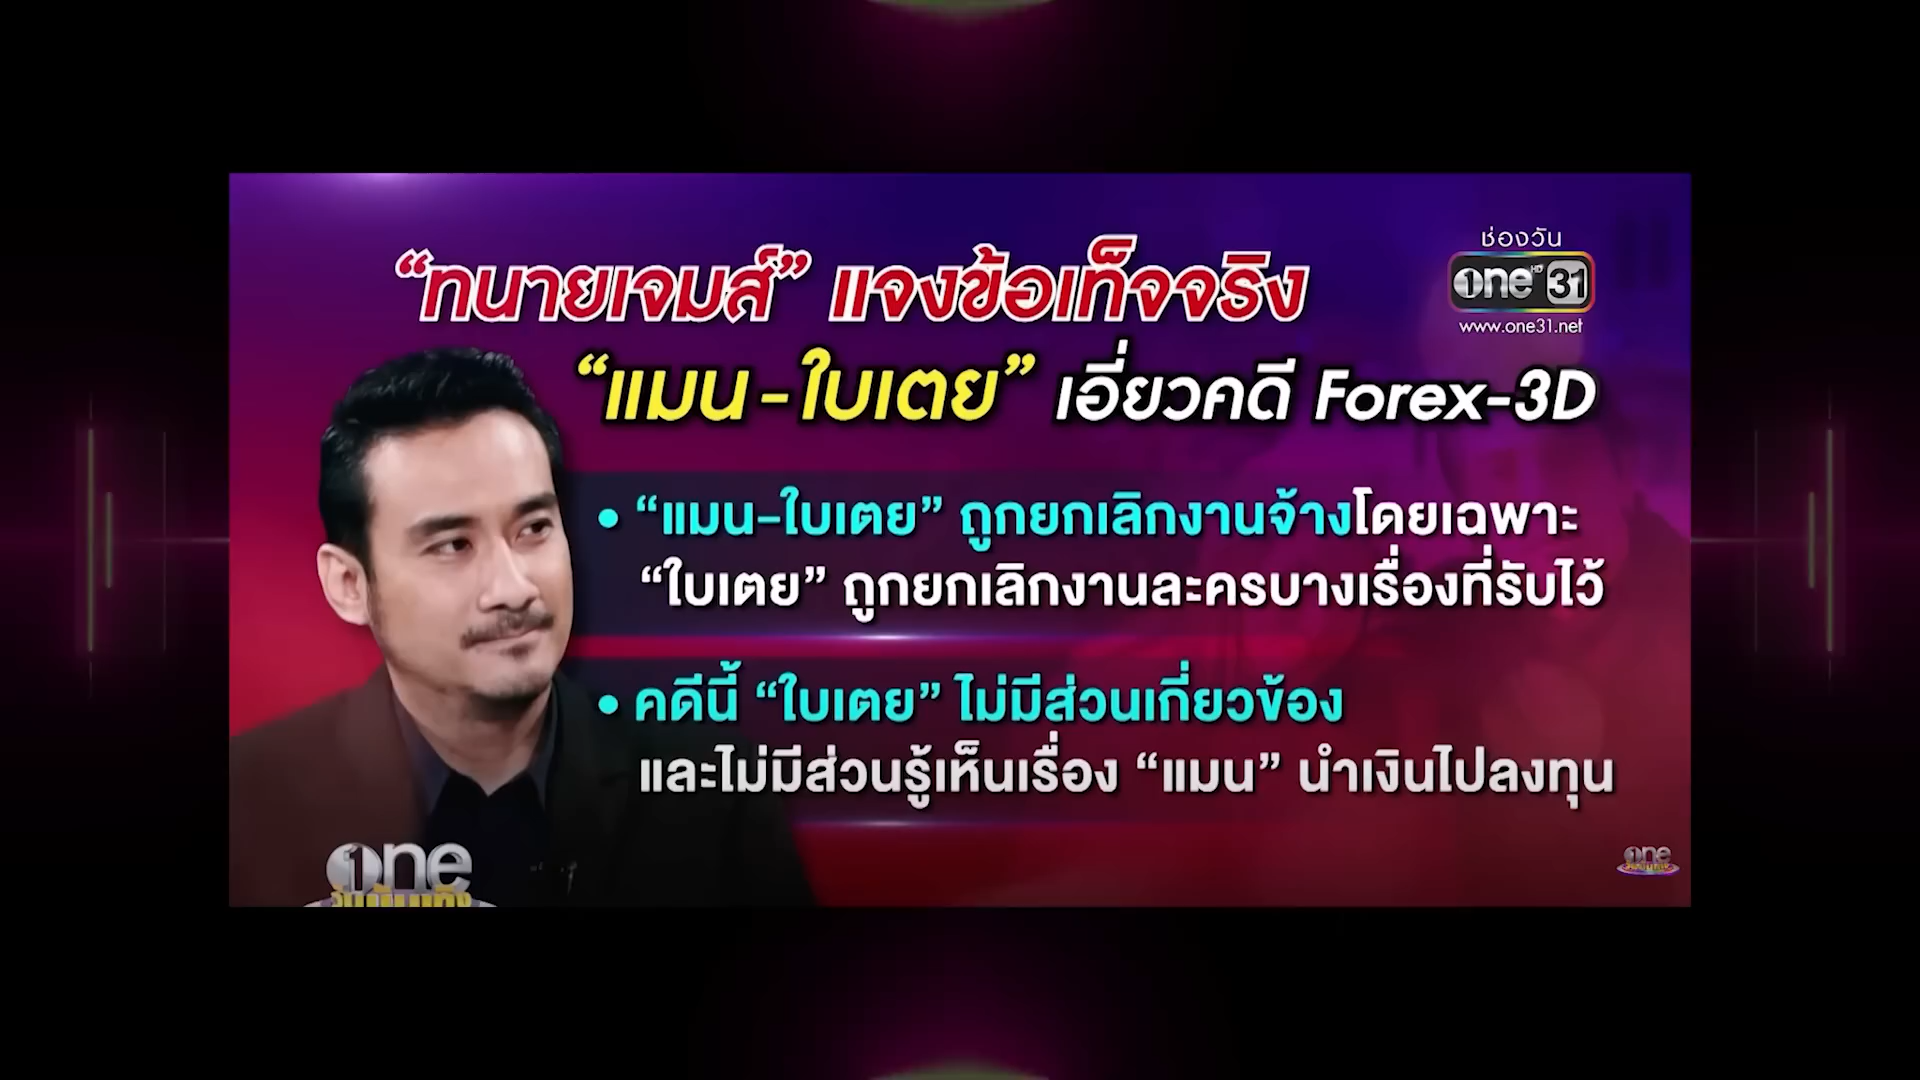 ช่องวัน
one HD 31
www.one31.net
“ทนายเจมส์” แจงข้อเท็จจริง
“แมน-ใบเตย” เอี่ยวคดี Forex-3D
• “แมน-ใบเตย” ถูกยกเลิกงานจ้างโดยเฉพาะ
“ใบเตย” ถูกยกเลิกงานละครบางเรื่องที่รับไว้
• คดีนี้ “ใบเตย” ไม่มีส่วนเกี่ยวข้อง
และไม่มีส่วนรู้เห็นเรื่อง “แมน” นำเงินไปลงทุน
one
one